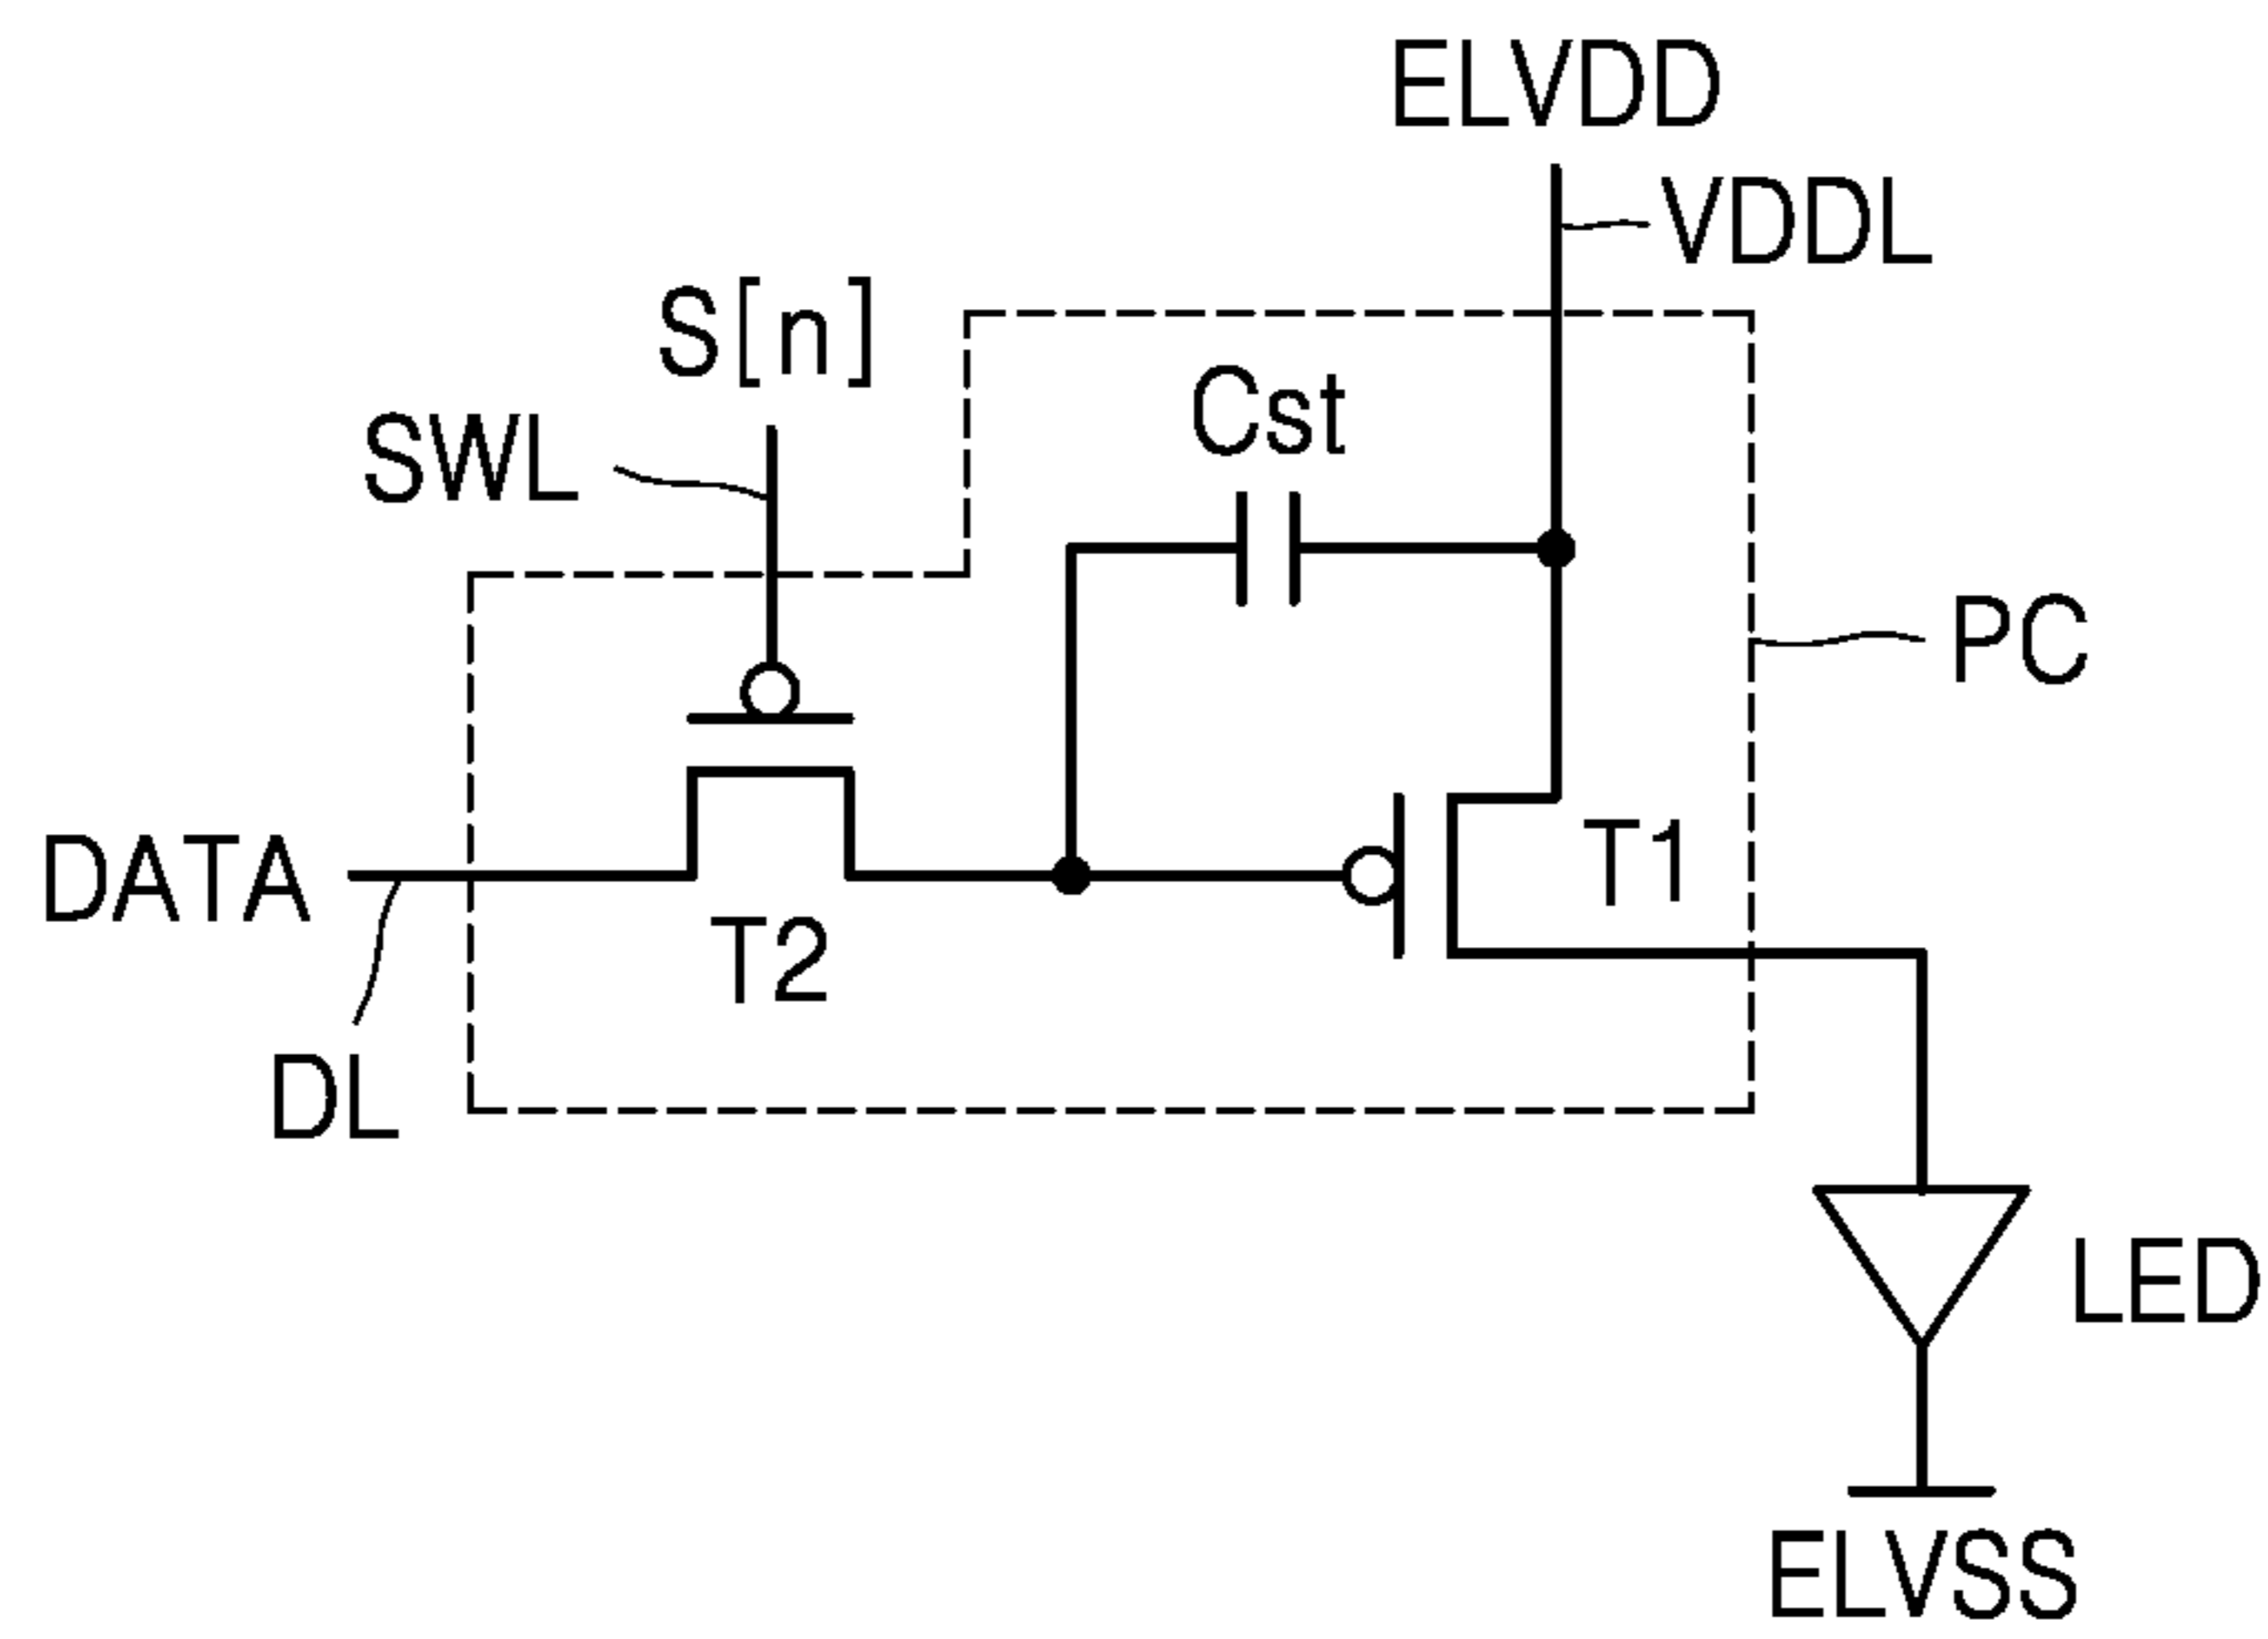 ELVDD
VDDL
S[n]
Cst
SWL
PC
DATA
T1
T2
DL
LED
ELVSS